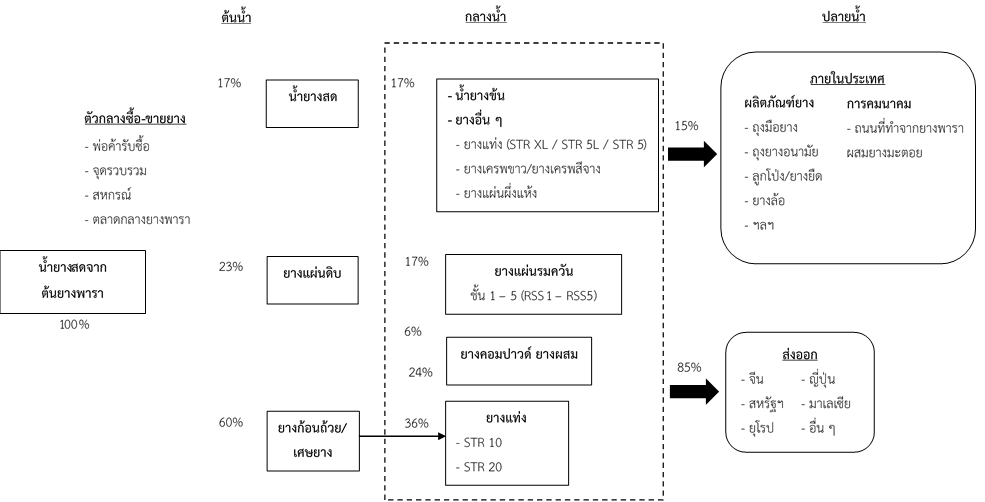 ต้นน้ำ
กลางน้ำ
ปลายน้ำ
ตัวกลางซื้อ-ขายยาง
- พ่อค้ารับซื้อ
- จุดรวบรวม
- สหกรณ์
- ตลาดกลางยางพารา
น้ำยางสดจาก
ต้นยางพารา
100%
17%
น้ำยางสด
23%
ยางแผ่นดิบ
60%
ยางก้อนถ้วย/
เศษยาง
17%
- น้ำยางข้น
- ยางอื่น ๆ
- ยางแท่ง (STR XL / STR 5L / STR 5)
- ยางเครพขาว/ยางเครพสีจาง
- ยางแผ่นผึ่งแห้ง
17%
ยางแผ่นรมควัน
ชั้น 1 – 5 (RSS1 – RSS5)
6%
ยางคอมปาวด์ ยางผสม
24%
36%
ยางแท่ง
- STR 10
- STR 20
15%
ภายในประเทศ
ผลิตภัณฑ์ยาง
- ถุงมือยาง
- ถุงยางอนามัย
- ลูกโป่ง/ยางยืด
- ยางล้อ
- ฯลฯ
การคมนาคม
- ถนนที่ทำจากยางพารา
ผสมยางมะตอย
85%
ส่งออก
- จีน - ญี่ปุ่น
- สหรัฐฯ - มาเลเซีย
- ยุโรป - อื่น ๆ